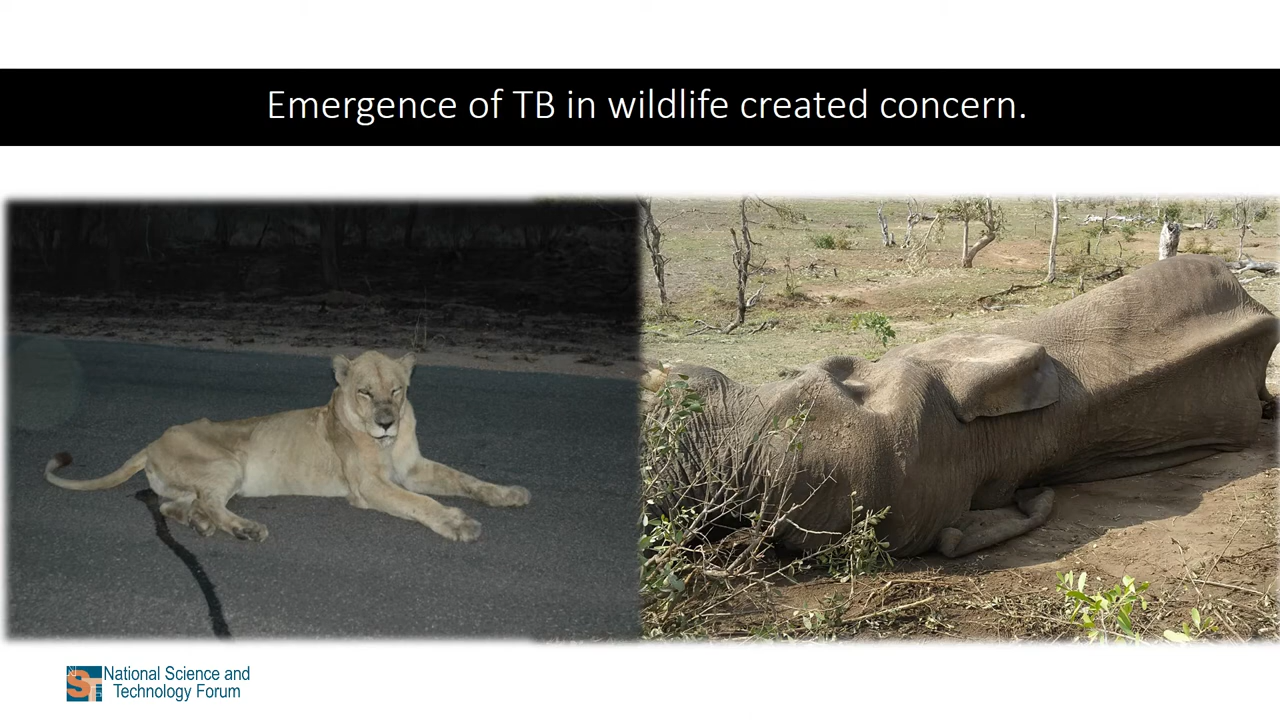 Emergence of TB in wildlife created concern.
National Science and
Technology Forum